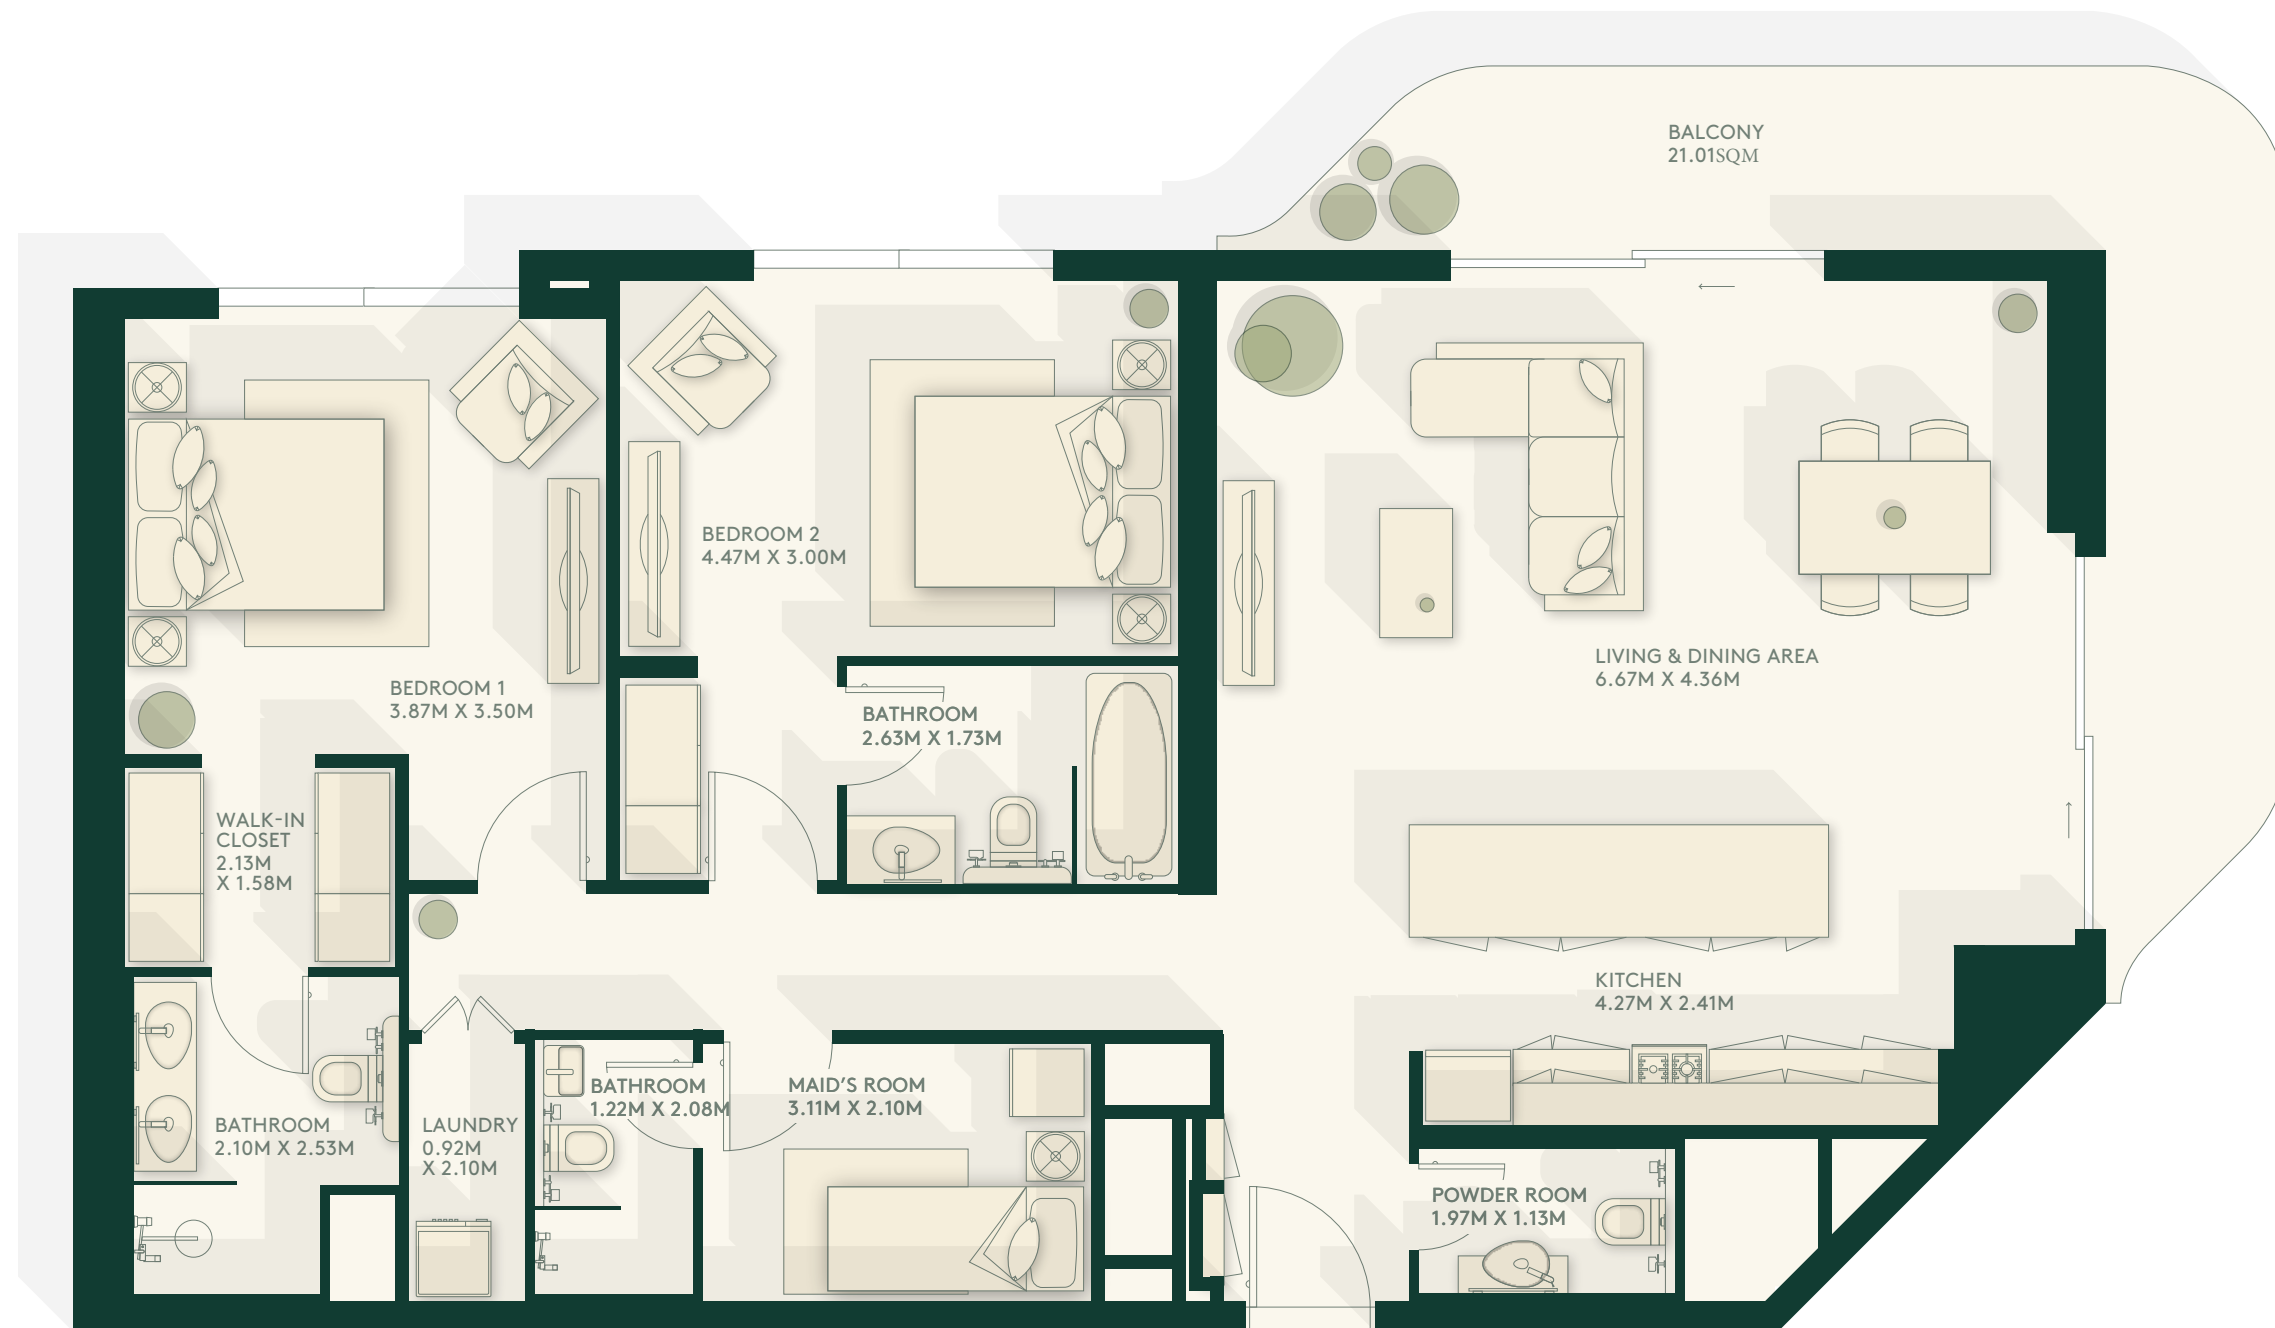 BALCONY
21.01SQM
BEDROOM 2
4.47M X 3.00M
LIVING & DINING AREA
6.67M X 4.36M
BEDROOM 1
3.87M X 3.50M
BATHROOM
2.63M X 1.73M
WALK-IN
CLOSET
2.13M
X 1.58M
KITCHEN
4.27M X 2.41M
BATHROOM
1.22M X 2.08M
MAID'S ROOM
3.11M X 2.10M
BATHROOM
2.10M X 2.53M
LAUNDRY
0.92M
X 2.10M
POWDER ROOM
1.97M X 1.13M